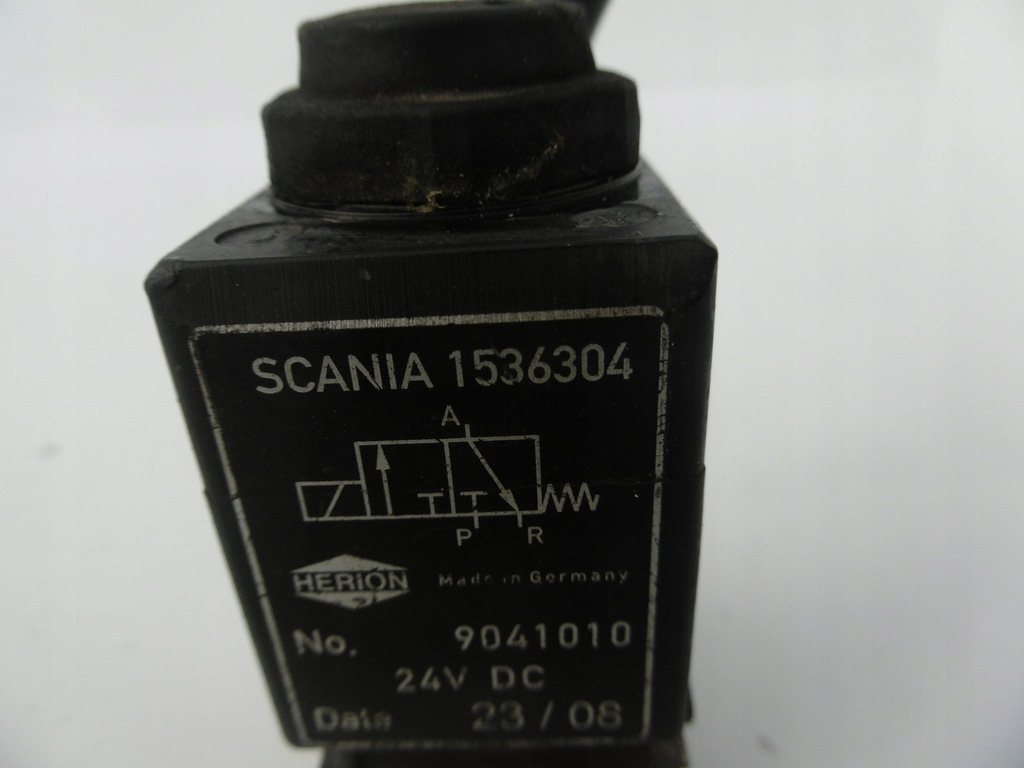 SCANIA 1536304
A
P R
HERION Made in Germany
No. 9041010
24V DC
Date 23 / 08